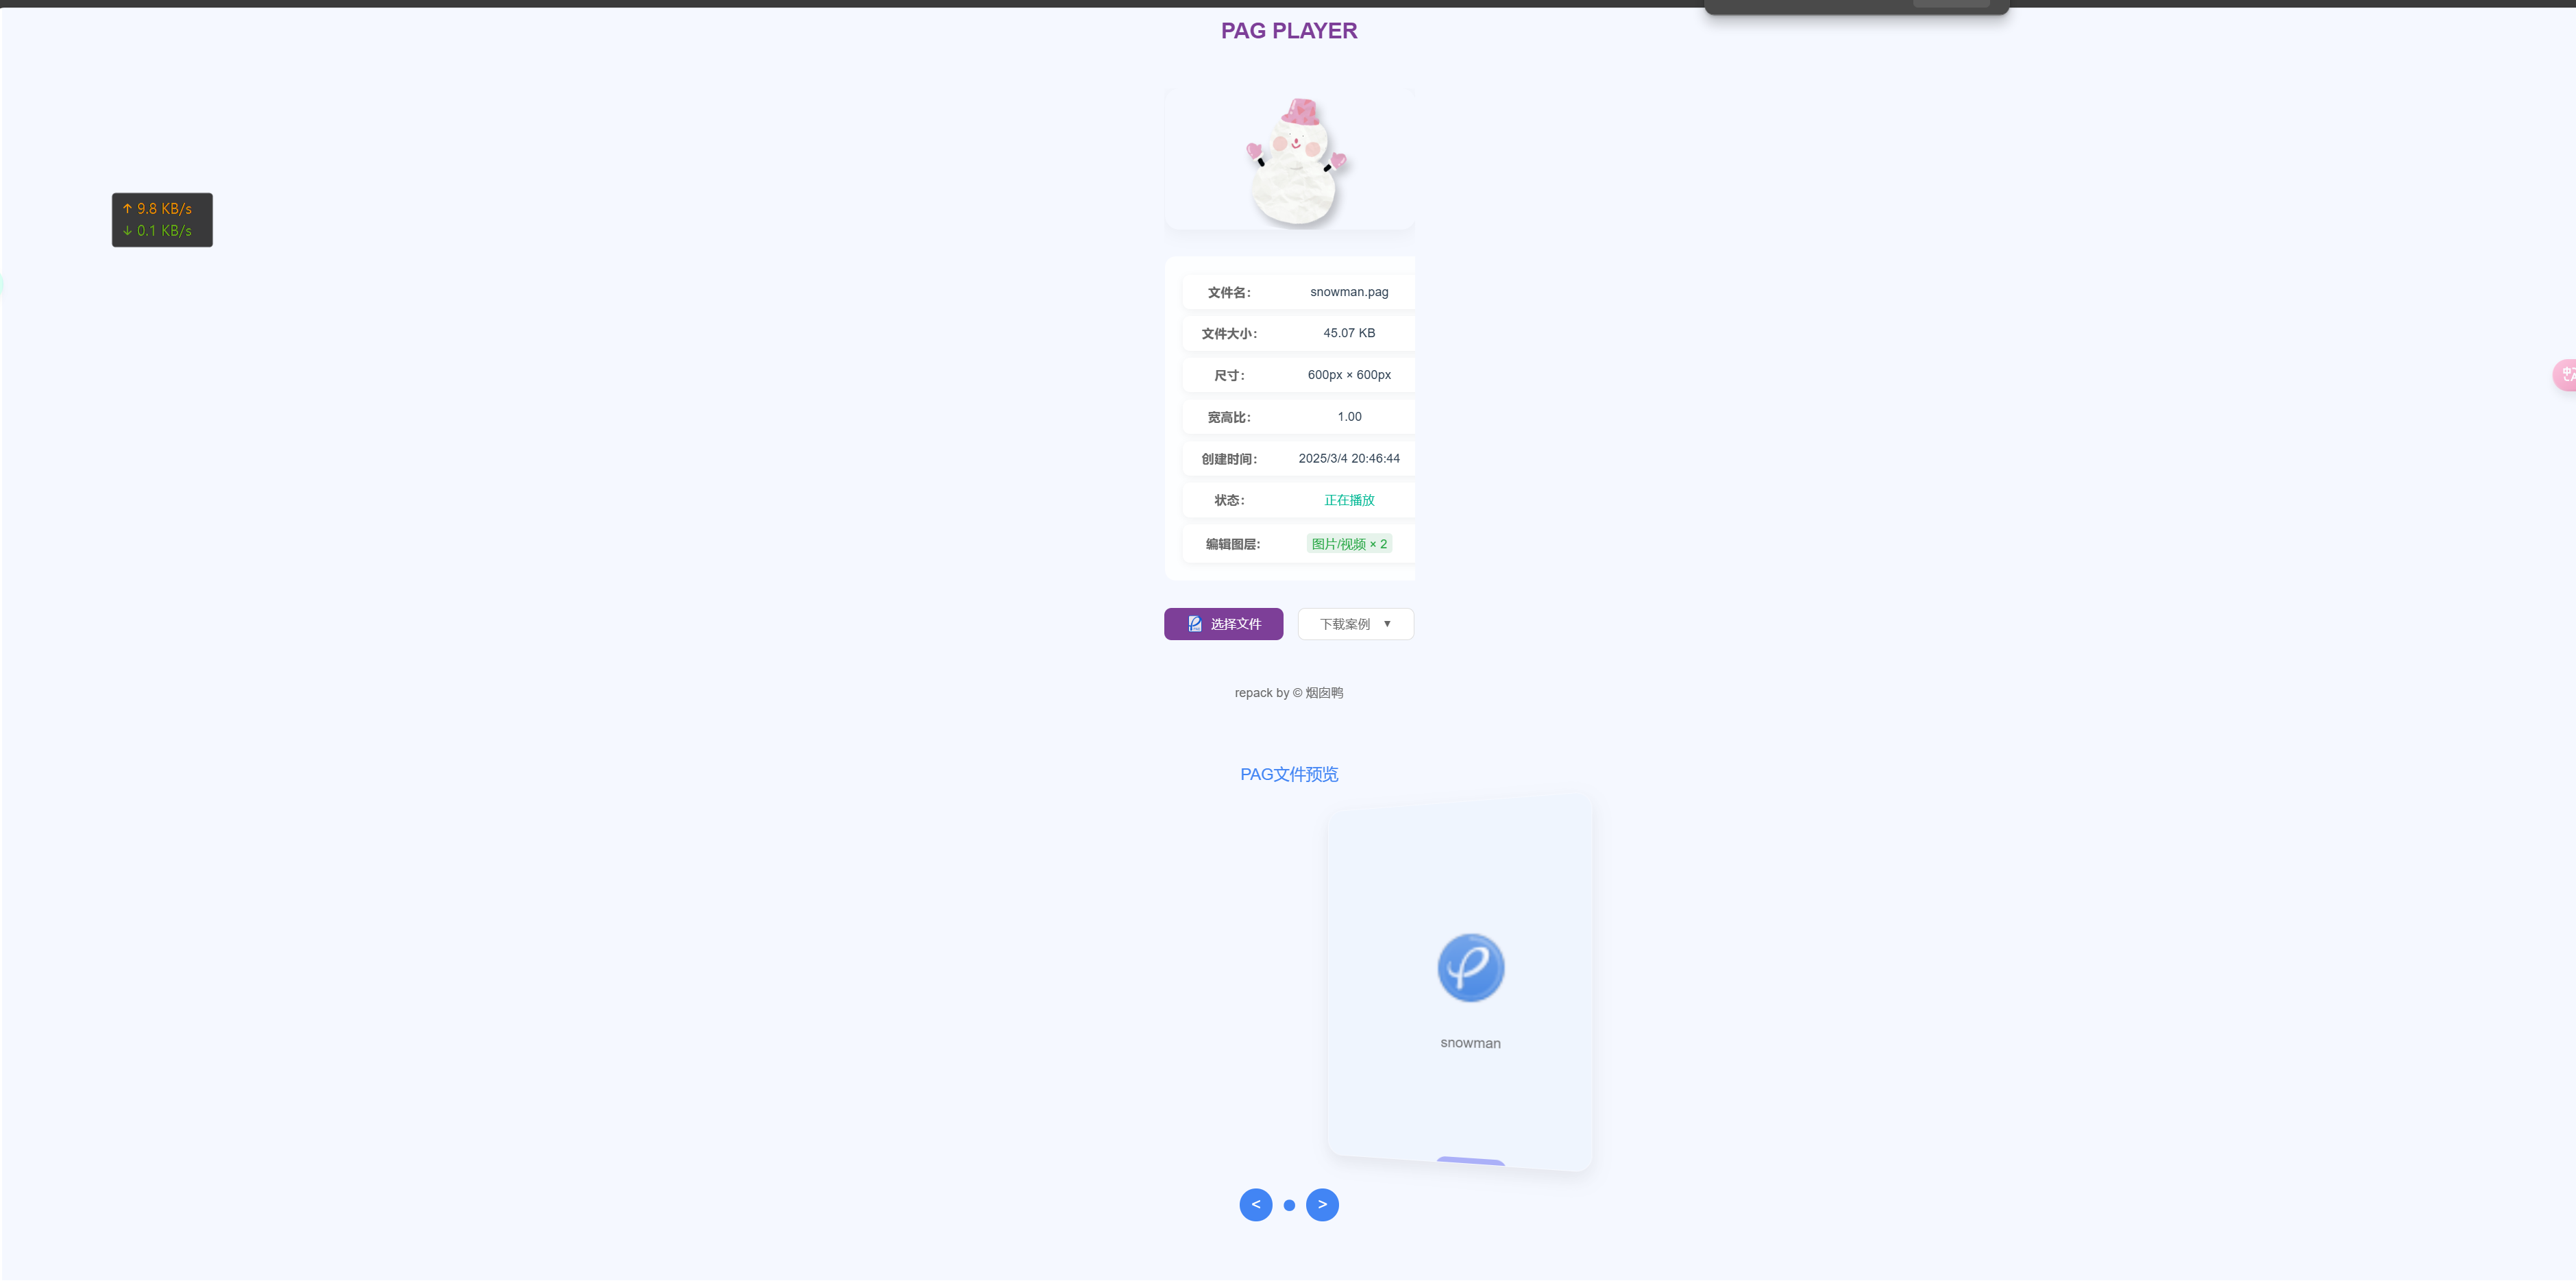 PAG PLAYER
↑ 9.8 KB/s
↓ 0.1 KB/s
文件名： snowman.pag
文件大小： 45.07 KB
尺寸： 600px × 600px
宽高比： 1.00
创建时间： 2025/3/4 20:46:44
状态： 正在播放
编辑图层: 图片/视频 × 2
选择文件 下载案例 ▼
repack by © 烟囱鸭
PAG文件预览
snowman
< >